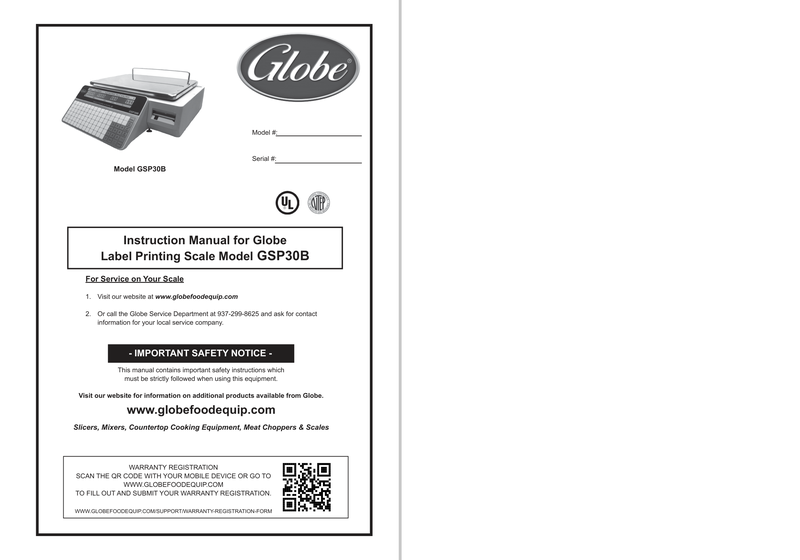 Globe®
Model #:
Serial #:
Model GSP30B
UL
NTEP
Instruction Manual for Globe
Label Printing Scale Model GSP30B
For Service on Your Scale
1. Visit our website at www.globefoodequip.com
2. Or call the Globe Service Department at 937-299-8625 and ask for contact
information for your local service company.
- IMPORTANT SAFETY NOTICE -
This manual contains important safety instructions which
must be strictly followed when using this equipment.
Visit our website for information on additional products available from Globe.
www.globefoodequip.com
Slicers, Mixers, Countertop Cooking Equipment, Meat Choppers & Scales
WARRANTY REGISTRATION
SCAN THE QR CODE WITH YOUR MOBILE DEVICE OR GO TO
WWW.GLOBEFOODEQUIP.COM
TO FILL OUT AND SUBMIT YOUR WARRANTY REGISTRATION.
WWW.GLOBEFOODEQUIP.COM/SUPPORT/WARRANTY-REGISTRATION-FORM